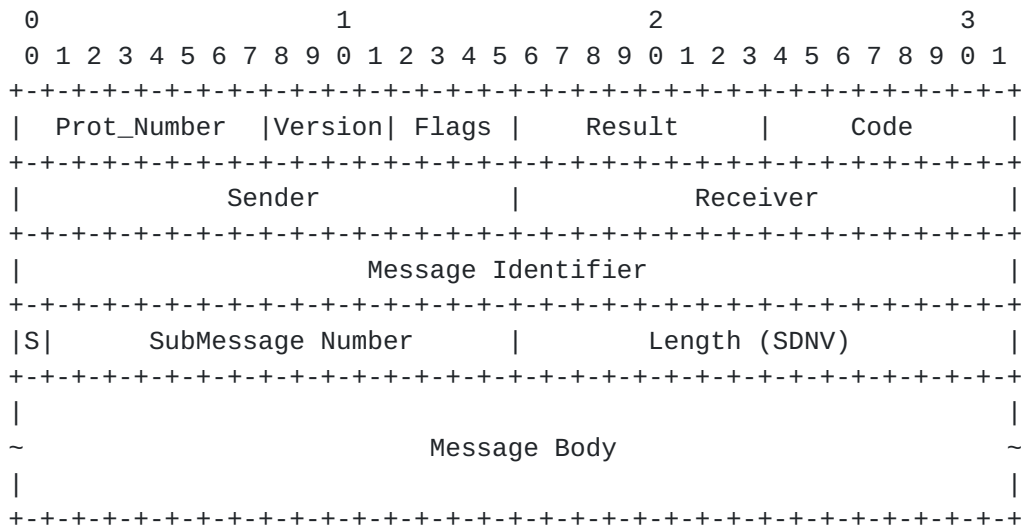 0                   1                   2                   3
 0 1 2 3 4 5 6 7 8 9 0 1 2 3 4 5 6 7 8 9 0 1 2 3 4 5 6 7 8 9 0 1
+-+-+-+-+-+-+-+-+-+-+-+-+-+-+-+-+-+-+-+-+-+-+-+-+-+-+-+-+-+-+-+-+
|  Prot_Number  |Version| Flags |    Result     |     Code      |
+-+-+-+-+-+-+-+-+-+-+-+-+-+-+-+-+-+-+-+-+-+-+-+-+-+-+-+-+-+-+-+-+
|             Sender            |           Receiver            |
+-+-+-+-+-+-+-+-+-+-+-+-+-+-+-+-+-+-+-+-+-+-+-+-+-+-+-+-+-+-+-+-+
|                      Message Identifier                       |
+-+-+-+-+-+-+-+-+-+-+-+-+-+-+-+-+-+-+-+-+-+-+-+-+-+-+-+-+-+-+-+-+
|S|      SubMessage Number      |        Length (SDNV)          |
+-+-+-+-+-+-+-+-+-+-+-+-+-+-+-+-+-+-+-+-+-+-+-+-+-+-+-+-+-+-+-+-+
|                                                               |
~                          Message Body                         ~
|                                                               |
+-+-+-+-+-+-+-+-+-+-+-+-+-+-+-+-+-+-+-+-+-+-+-+-+-+-+-+-+-+-+-+-+